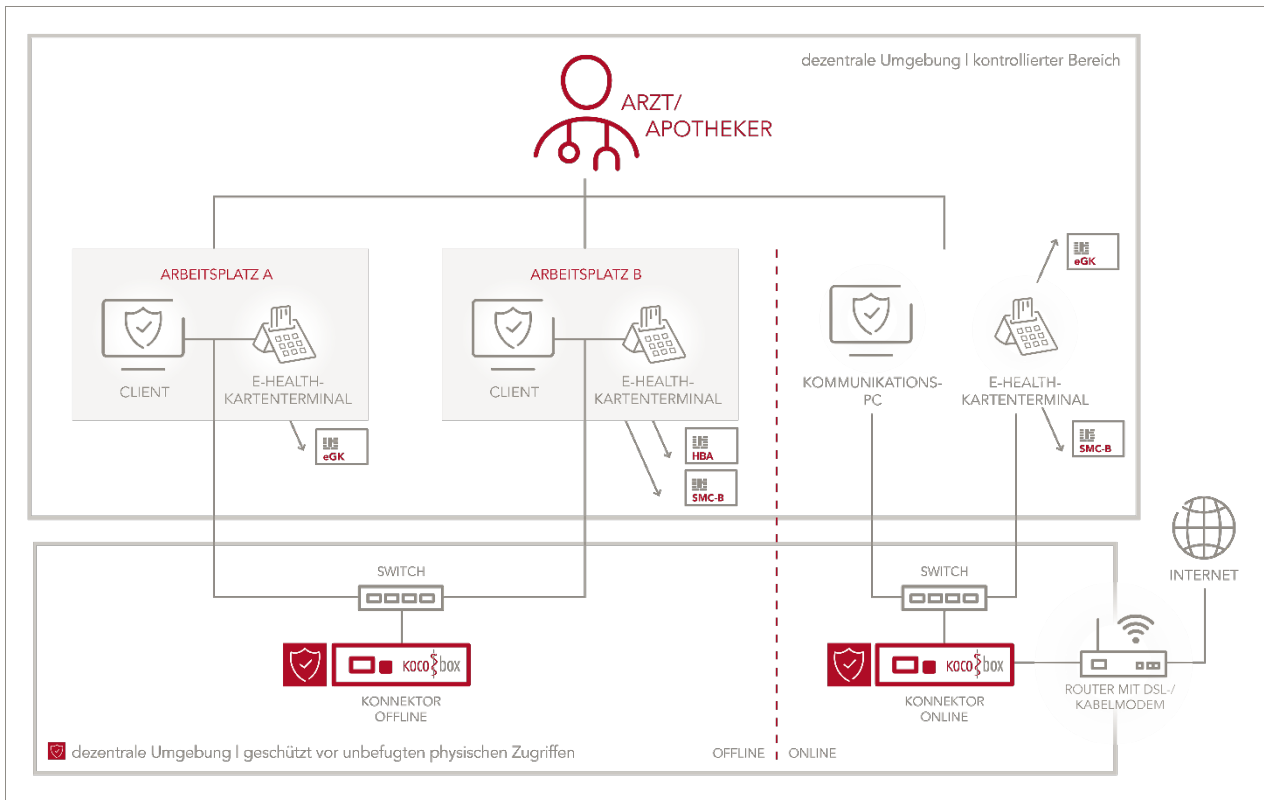 dezentrale Umgebung | kontrollierter Bereich
ARZT/
APOTHEKER
ARBEITSPLATZ A
CLIENT
E-HEALTH-
KARTENTERMINAL
eGK
ARBEITSPLATZ B
CLIENT
E-HEALTH-
KARTENTERMINAL
HBA
SMC-B
KOMMUNIKATIONS-
PC
E-HEALTH-
KARTENTERMINAL
eGK
SMC-B
INTERNET
SWITCH
koco box
KONNEKTOR
OFFLINE
SWITCH
koco box
KONNEKTOR
ONLINE
ROUTER MIT DSL-/
KABELMODEM
dezentrale Umgebung | geschützt vor unbefugten physischen Zugriffen
OFFLINE
ONLINE